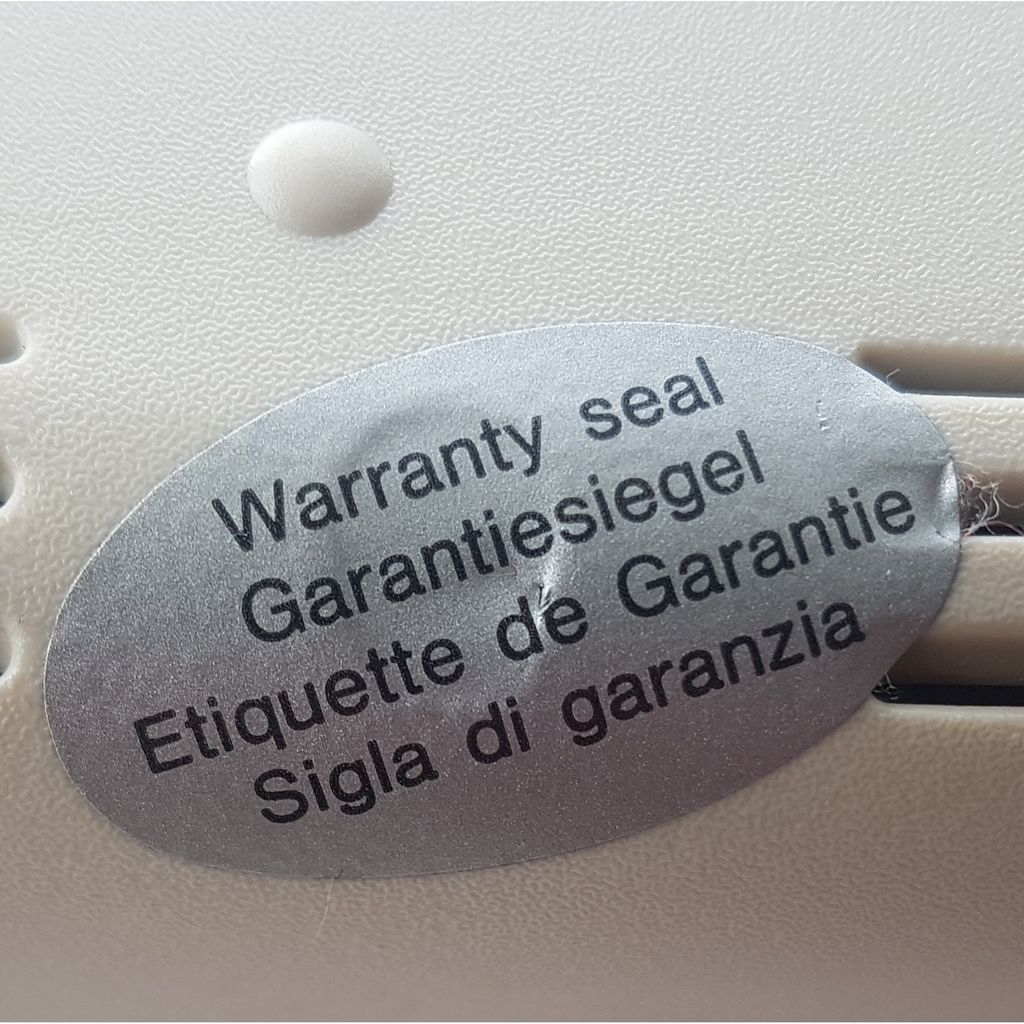 Warranty seal
Garantiesiegel
Etiquette de Garantie
Sigla di garanzia